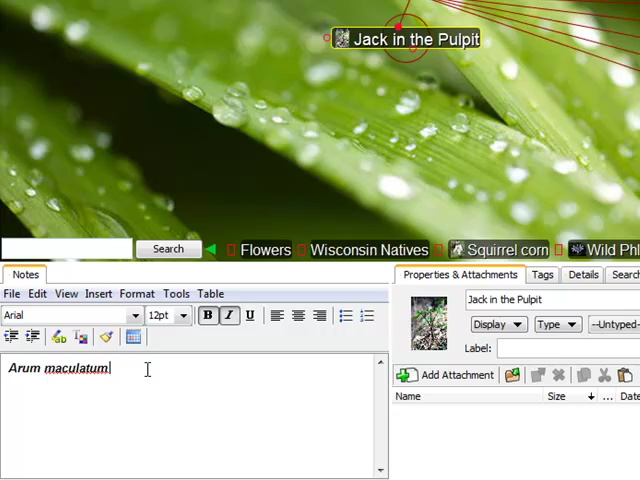 Jack in the Pulpit
Search
Flowers
Wisconsin Natives
Squirrel corn
Wild Phl
Notes
Properties & Attachments
Tags
Details
Search
File Edit View Insert Format Tools Table
Jack in the Pulpit
Arial
12pt
B I U
Display
Type
--Untyped-
Label:
Arum maculatum
Add Attachment
Name
Size
...
Date